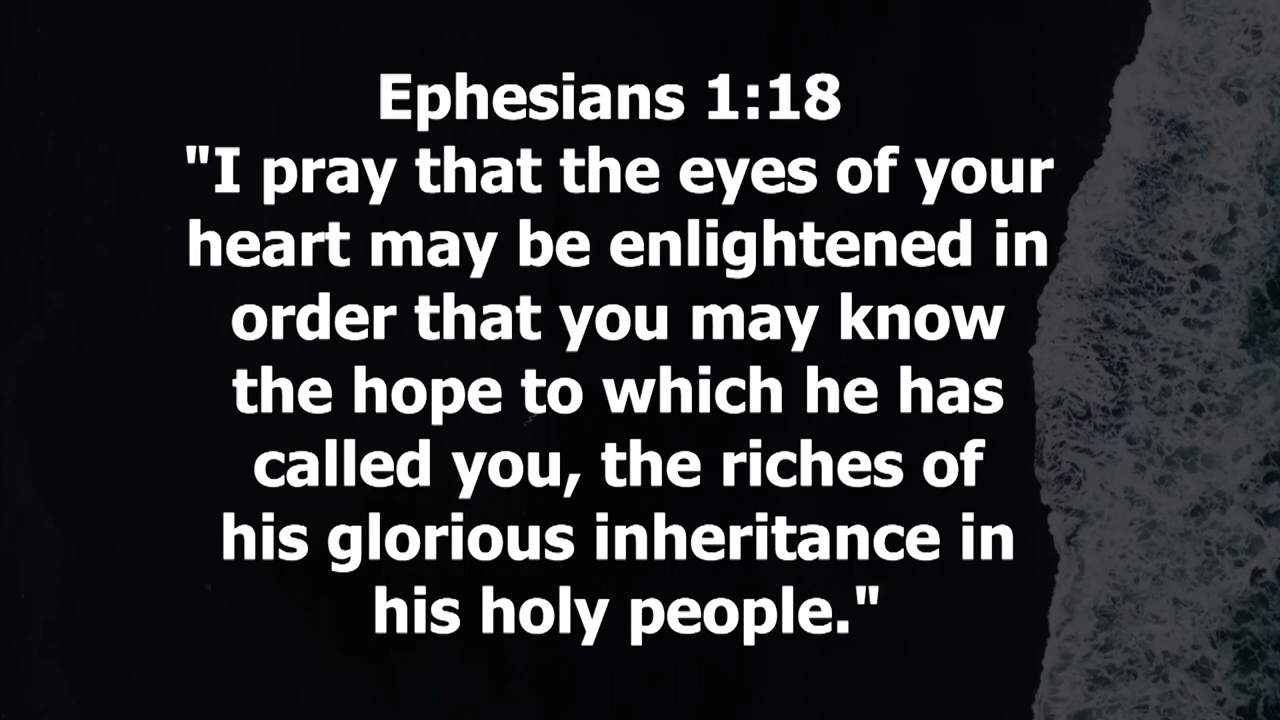 Ephesians 1:18
"I pray that the eyes of your
heart may be enlightened in
order that you may know
the hope to which he has
called you, the riches of
his glorious inheritance in
his holy people."